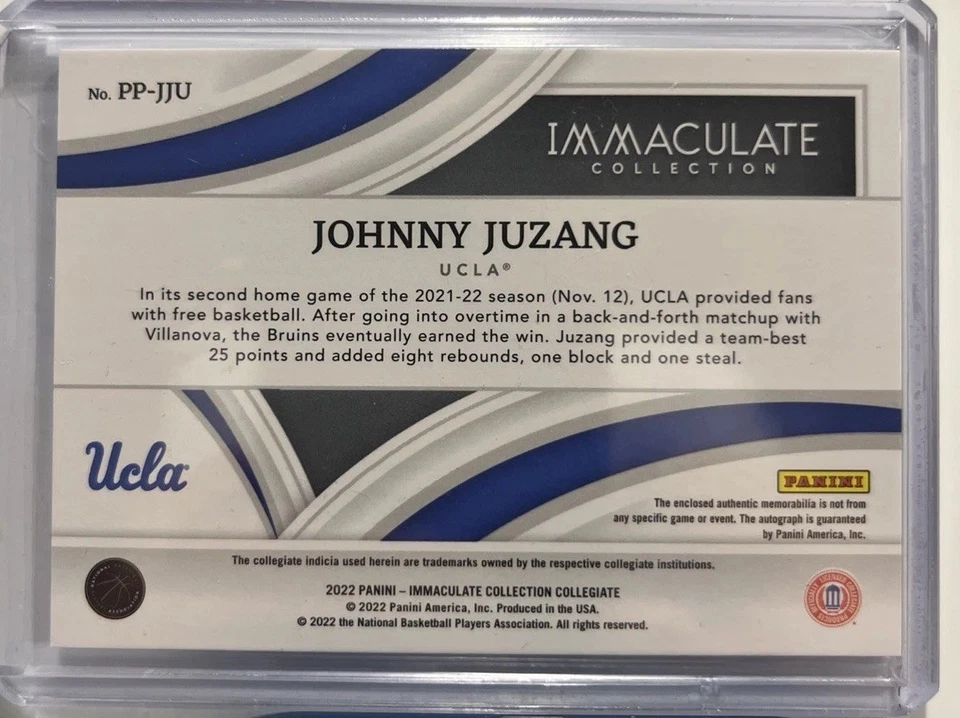 No. PP-JJU
IMMACULATE
COLLECTION
JOHNNY JUZANG
UCLA®
In its second home game of the 2021-22 season (Nov. 12), UCLA provided fans
with free basketball. After going into overtime in a back-and-forth matchup with
Villanova, the Bruins eventually earned the win. Juzang provided a team-best
25 points and added eight rebounds, one block and one steal.
Ucla
PANINI
The enclosed authentic memorabilia is not from
any specific game or event. The autograph is guaranteed
by Panini America, Inc.
The collegiate indicia used herein are trademarks owned by the respective collegiate institutions.
2022 PANINI – IMMACULATE COLLECTION COLLEGIATE
© 2022 Panini America, Inc. Produced in the USA.
© 2022 the National Basketball Players Association. All rights reserved.
OFFICIALLY LICENSED COLLEGIATE PRODUCTS